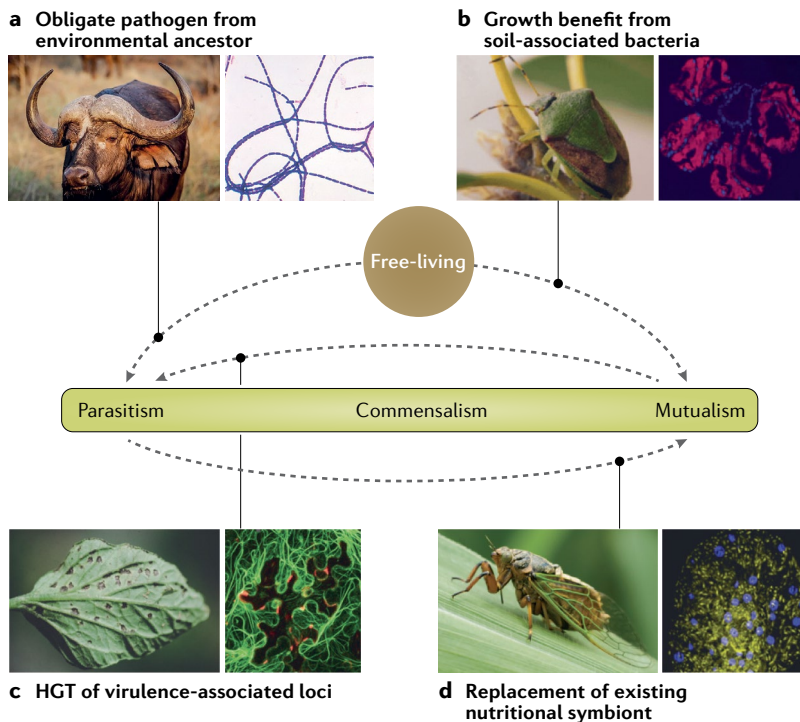 a Obligate pathogen from
environmental ancestor
b Growth benefit from
soil-associated bacteria
Free-living
Parasitism
Commensalism
Mutualism
c HGT of virulence-associated loci
d Replacement of existing
nutritional symbiont